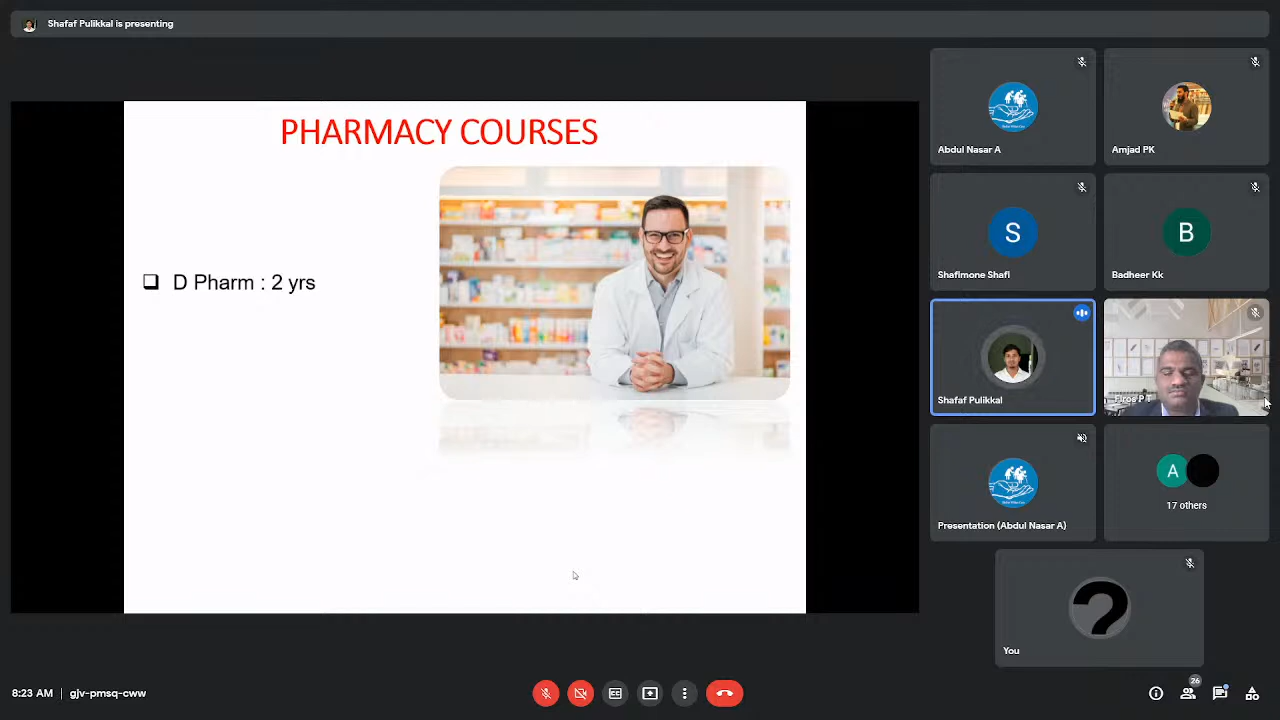 Shafaf Pulikkal is presenting
PHARMACY COURSES
D Pharm : 2 yrs
Abdul Nasar A
Amjad PK
S
Shafimone Shafi
B
Badheer Kk
Shafaf Pulikkal
Firos P T
Presentation (Abdul Nasar A)
A
17 others
?
You
8:23 AM | gjv-pmsq-cww
26